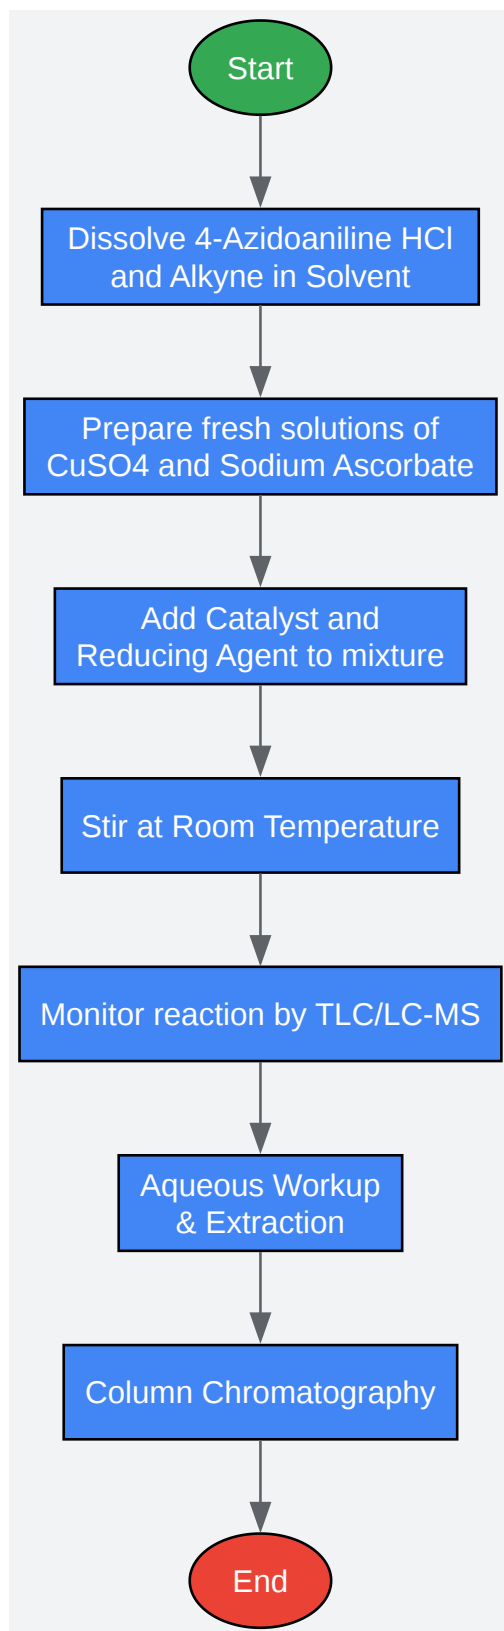 Start
Dissolve 4-Azidoaniline HCl
and Alkyne in Solvent
Prepare fresh solutions of
CuSO4 and Sodium Ascorbate
Add Catalyst and
Reducing Agent to mixture
Stir at Room Temperature
Monitor reaction by TLC/LC-MS
Aqueous Workup
& Extraction
Column Chromatography
End